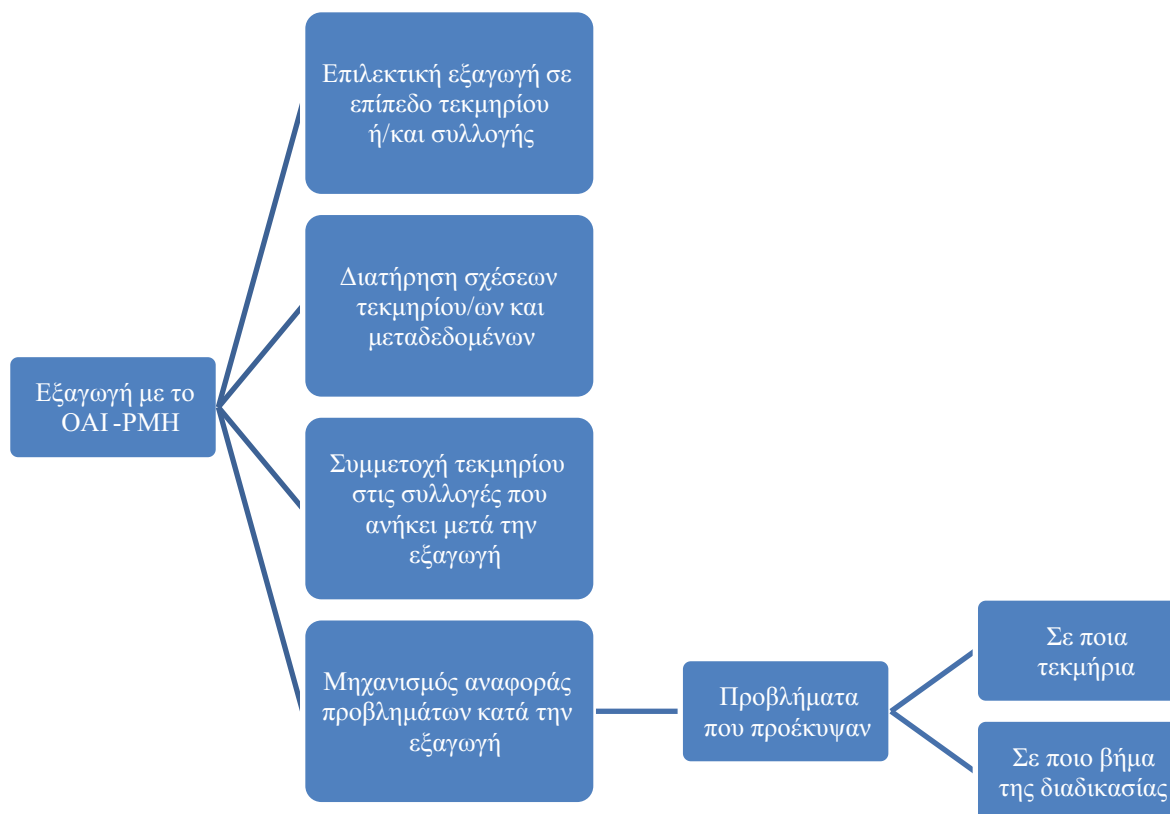 Επιλεκτική εξαγωγή σε
επίπεδο τεκμηρίου
ή/και συλλογής
Διατήρηση σχέσεων
τεκμηρίου/ων και
μεταδεδομένων
Εξαγωγή με το
OAI -PMH
Συμμετοχή τεκμηρίου
στις συλλογές που
ανήκει μετά την
εξαγωγή
Μηχανισμός αναφοράς
προβλημάτων κατά την
εξαγωγή
Προβλήματα
που προέκυψαν
Σε ποια
τεκμήρια
Σε ποιο βήμα
της διαδικασίας